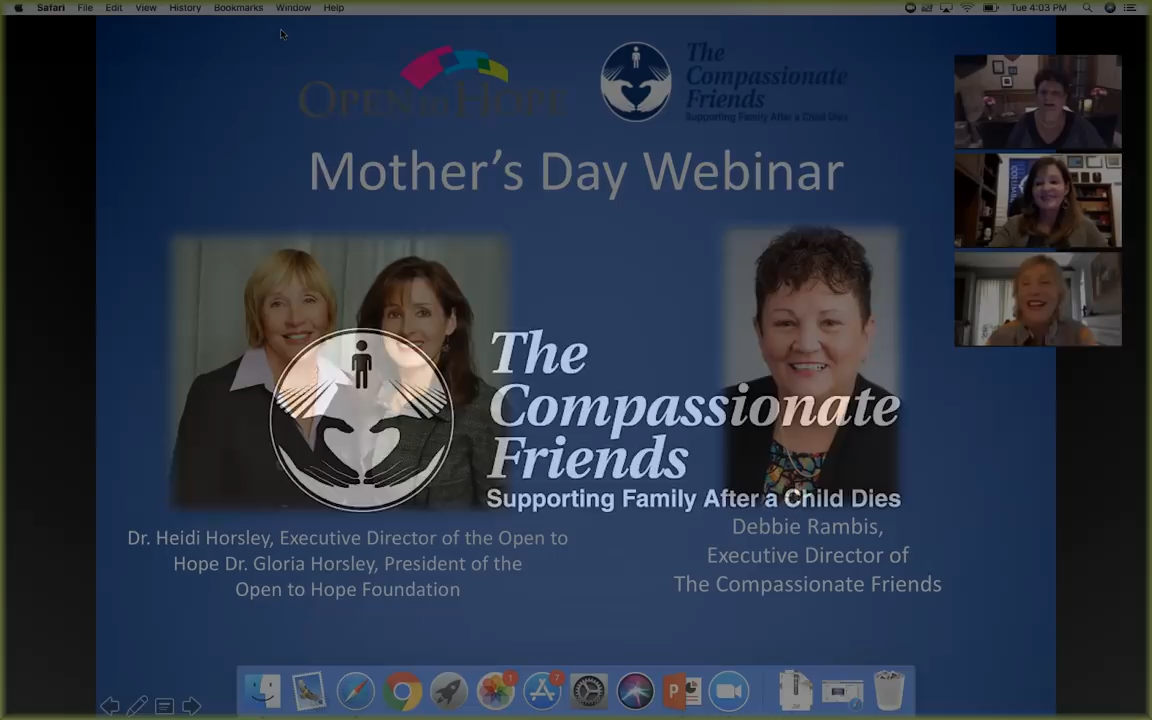 Safari File Edit View History Bookmarks Window Help
Tue 4:03 PM
OPEN to HOPE
The
Compassionate
Friends
Supporting Family After a Child Dies
Mother's Day Webinar
The
Compassionate
Friends
Supporting Family After a Child Dies
Dr. Heidi Horsley, Executive Director of the Open to
Hope Dr. Gloria Horsley, President of the
Open to Hope Foundation
Debbie Rambis,
Executive Director of
The Compassionate Friends
1
7